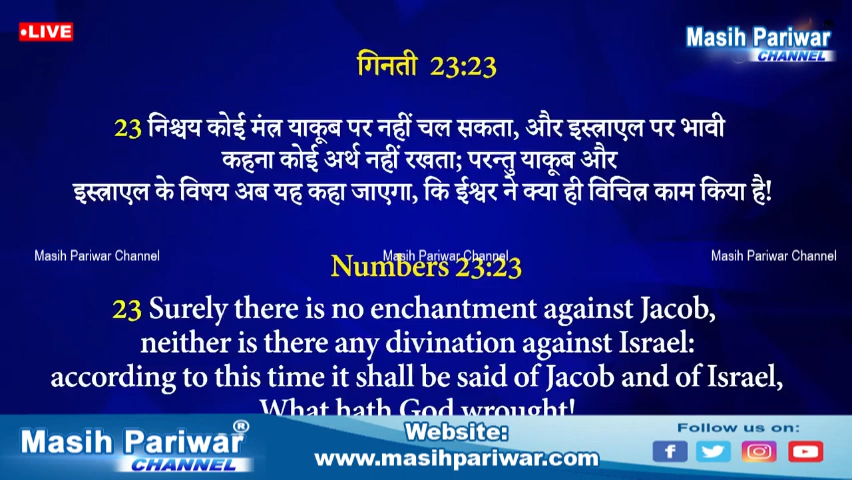 LIVE
Masih Pariwar
CHANNEL
गिनती 23:23
23 निश्चय कोई मंत्र याकूब पर नहीं चल सकता, और इस्त्राएल पर भावी
कहना कोई अर्थ नहीं रखता; परन्तु याकूब और
इस्त्राएल के विषय अब यह कहा जाएगा, कि ईश्वर ने क्या ही विचित्र काम किया है!
Masih Pariwar Channel Masih Pariwar Channel Masih Pariwar Channel
Numbers 23:23
23 Surely there is no enchantment against Jacob,
neither is there any divination against Israel:
according to this time it shall be said of Jacob and of Israel,
What hath God wrought!
Masih Pariwar®
CHANNEL
Website:
www.masihpariwar.com
Follow us on: